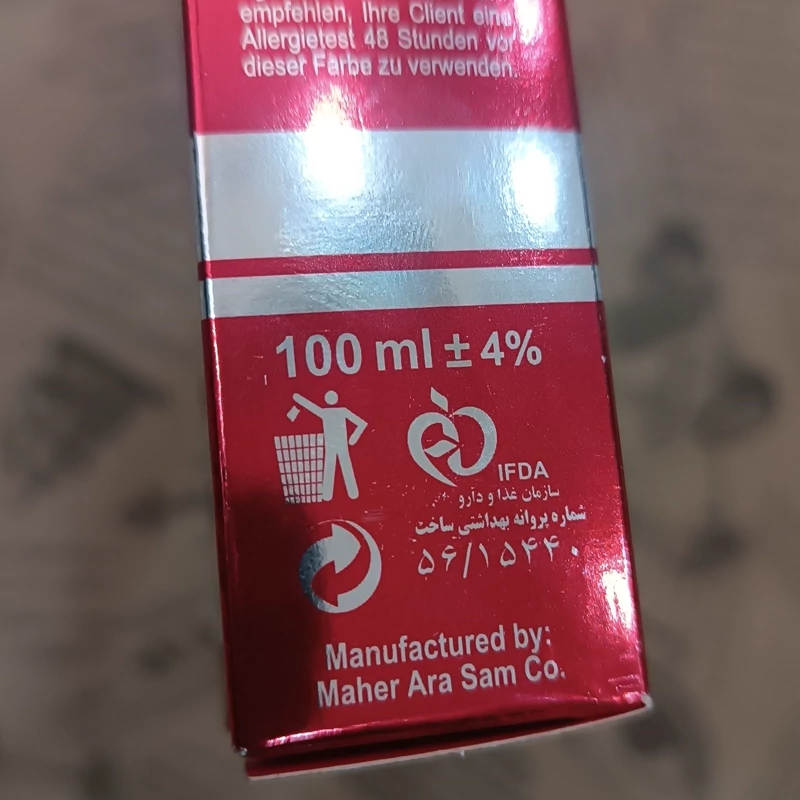 empfehlen, Ihre Client eine
Allergietest 48 Stunden vor
dieser Farbe zu verwenden.
100 ml ± 4%
IFDA
سازمان غذا و دارو
شماره پروانه بهداشتی ساخت
۵۶/۱۵۴۴۰
Manufactured by:
Maher Ara Sam Co.